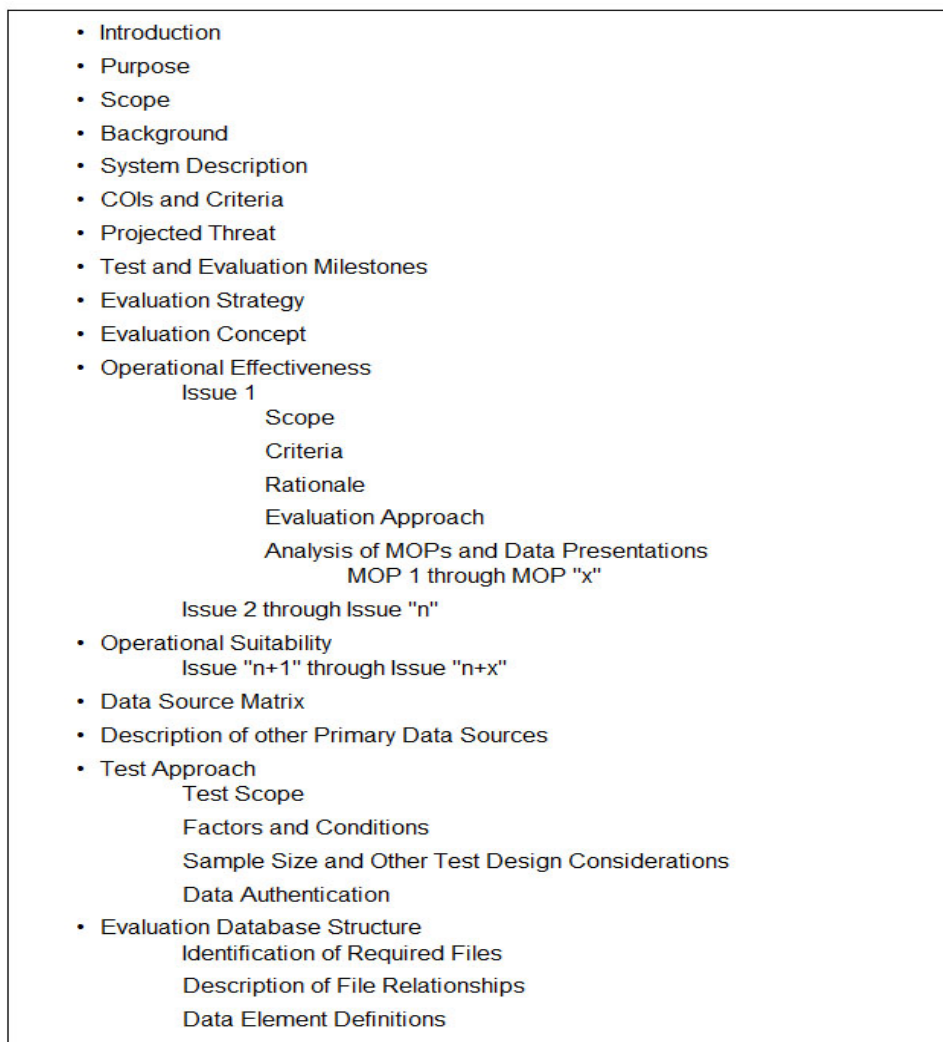 • Introduction
• Purpose
• Scope
• Background
• System Description
• COIs and Criteria
• Projected Threat
• Test and Evaluation Milestones
• Evaluation Strategy
• Evaluation Concept
• Operational Effectiveness
Issue 1
Scope
Criteria
Rationale
Evaluation Approach
Analysis of MOPs and Data Presentations
MOP 1 through MOP "x"
Issue 2 through Issue "n"
• Operational Suitability
Issue "n+1" through Issue "n+x"
• Data Source Matrix
• Description of other Primary Data Sources
• Test Approach
Test Scope
Factors and Conditions
Sample Size and Other Test Design Considerations
Data Authentication
• Evaluation Database Structure
Identification of Required Files
Description of File Relationships
Data Element Definitions